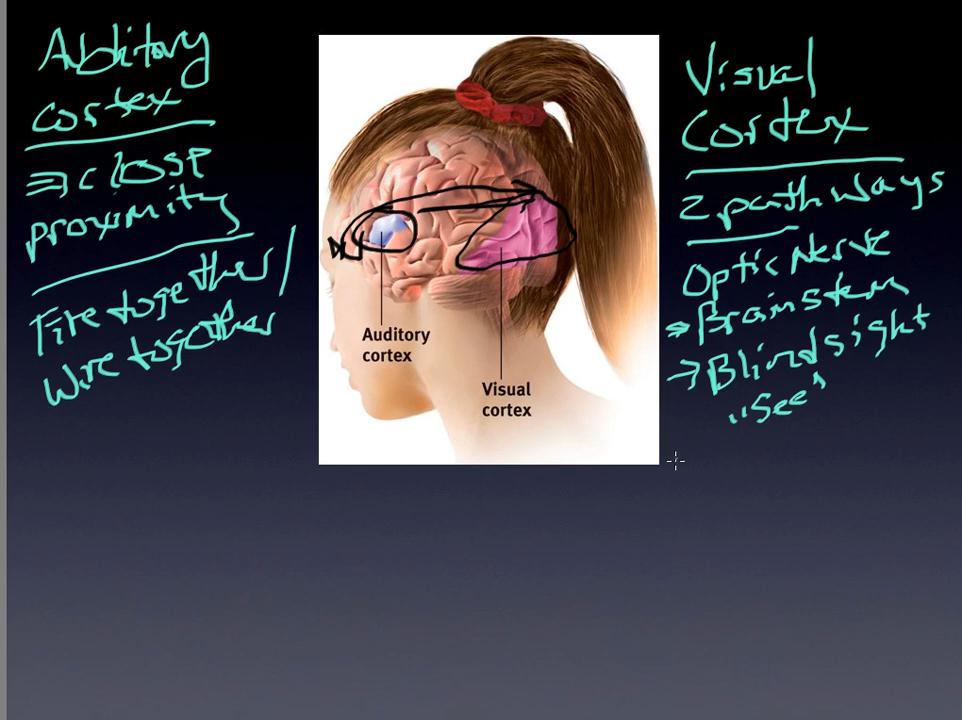 Auditory
cortex
⇒ close
proximity
Fire together/
Wire together
Auditory
cortex
Visual
cortex
Visual
Cortex
2 pathways
Optic Nerve
→ Brainstem
→ Blindsight
"See"